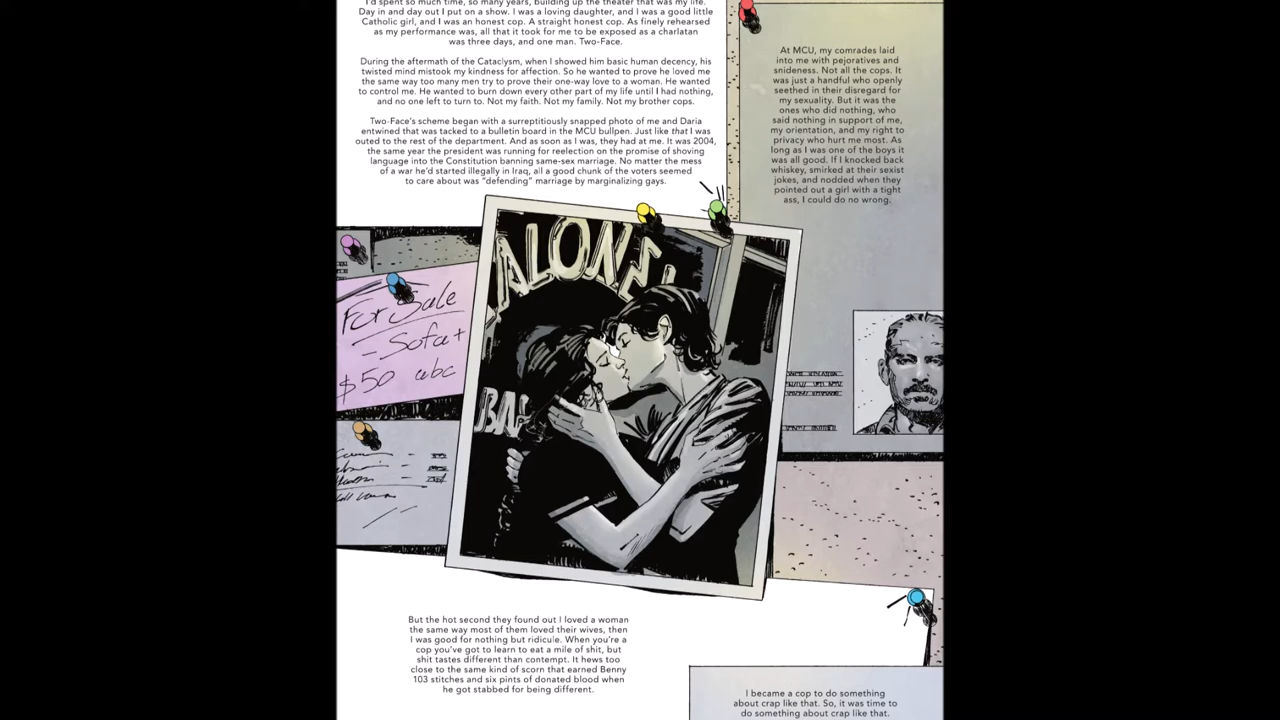 I'd spent so much time, so many years, building up the theater that was my life.
Day in and day out I put on a show. I was a loving daughter, and I was a good little
Catholic girl, and I was an honest cop. A straight honest cop. As finely rehearsed
as my performance was, all that it took for me to be exposed as a charlatan
was three days, and one man. Two-Face.
During the aftermath of the Cataclysm, when I showed him basic human decency, his
twisted mind mistook my kindness for affection. So he wanted to prove he loved me
the same way too many men try to prove their one-way love to a woman. He wanted
to control me. He wanted to burn down every other part of my life until I had nothing,
and no one left to turn to. Not my faith. Not my family. Not my brother cops.
Two-Face's scheme began with a surreptitiously snapped photo of me and Daria
entwined that was tacked to a bulletin board in the MCU bullpen. Just like that I was
outed to the rest of the department. And as soon as I was, they had at me. It was 2004,
the same year the president was running for reelection on the promise of shoving
language into the Constitution banning same-sex marriage. No matter the mess
of a war he'd started illegally in Iraq, all a good chunk of the voters seemed
to care about was "defending" marriage by marginalizing gays.
At MCU, my comrades laid
into me with pejoratives and
snideness. Not all the cops. It
was just a handful who openly
seethed in their disregard for
my sexuality. But it was the
ones who did nothing, who
said nothing in support of me,
my orientation, and my right to
privacy who hurt me most. As
long as I was one of the boys it
was all good. If I knocked back
whiskey, smirked at their sexist
jokes, and nodded when they
pointed out a girl with a tight
ass, I could do no wrong.
ALONE
BA
For Sale
- Sofa +
$50 abc
But the hot second they found out I loved a woman
the same way most of them loved their wives, then
I was good for nothing but ridicule. When you're a
cop you've got to learn to eat a mile of shit, but
shit tastes different than contempt. It hews too
close to the same kind of scorn that earned Benny
103 stitches and six pints of donated blood when
he got stabbed for being different.
I became a cop to do something
about crap like that. So, it was time to
do something about crap like that.